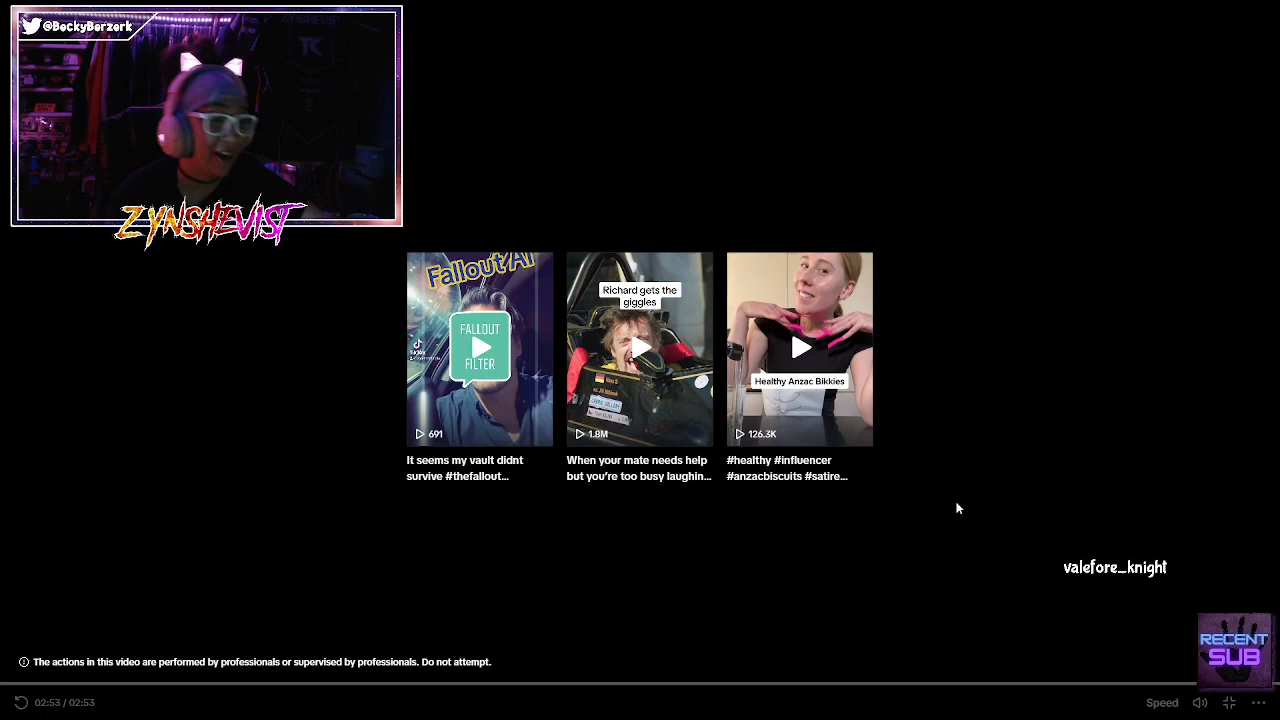 @BeckyBerzerk
ZYNSHEVIST
Fallout AI
FALLOUT
FILTER
TikTok
691
It seems my vault didnt
survive #thefallout...
Richard gets the
giggles
1.8M
When your mate needs help
but you're too busy laughin...
Healthy Anzac Bikkies
126.3K
#healthy #influencer
#anzacbiscuits #satire...
valefore_knight
RECENT
SUB
The actions in this video are performed by professionals or supervised by professionals. Do not attempt.
02:53 / 02:53
Speed